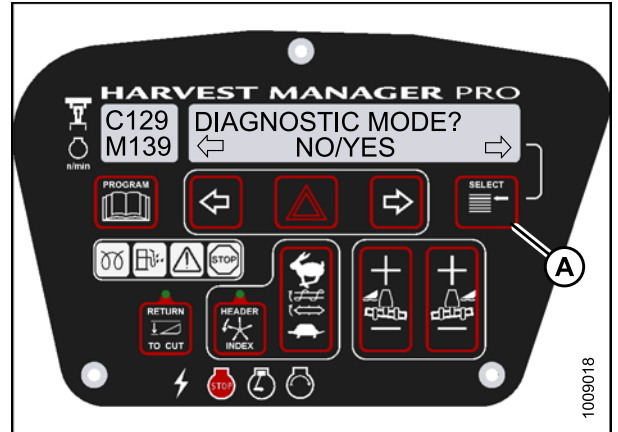 HARVEST MANAGER PRO
C129
M139
n/min
DIAGNOSTIC MODE?
NO/YES
PROGRAM
SELECT
A
STOP
RETURN
TO CUT
HEADER
INDEX
STOP
1009018